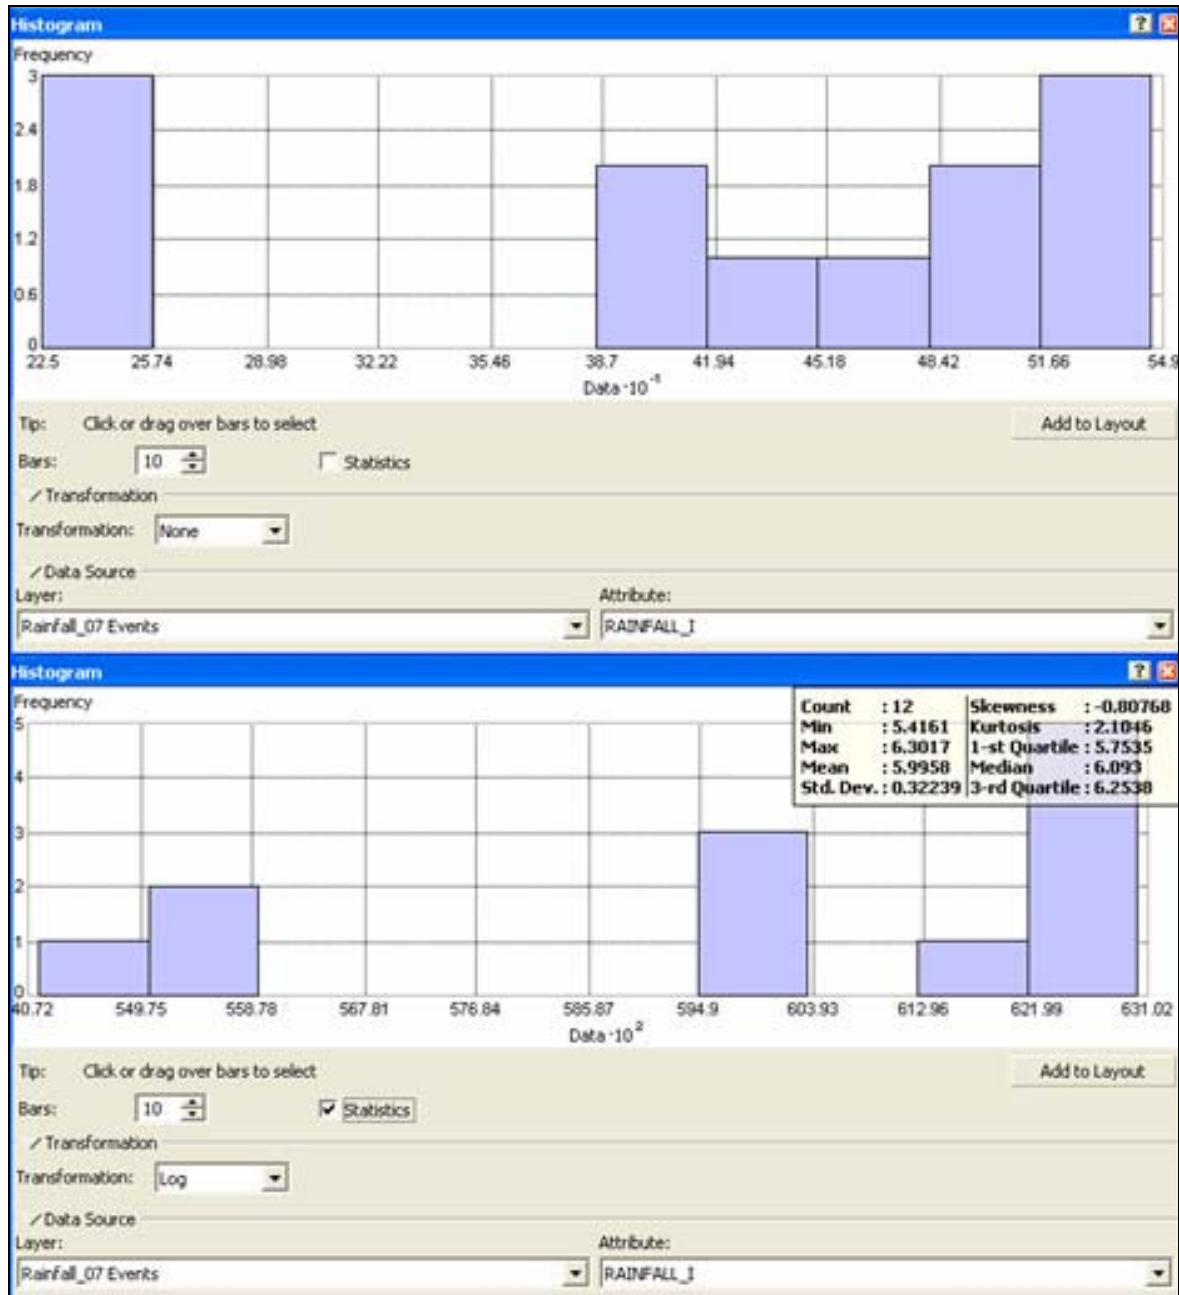 Histogram
Frequency
3
2.4
1.8
1.2
0.6
0
22.5 25.74 28.98 32.22 35.46 38.7 41.94 45.18 48.42 51.66 54.9
Data ·10⁻¹
Tip: Click or drag over bars to select Add to Layout
Bars: 10 Statistics
Transformation
Transformation: None
Data Source
Layer: Attribute:
Rainfall_07 Events RAINFALL_I
Histogram
Frequency
Count : 12 Skewness : -0.80768
Min : 5.4161 Kurtosis : 2.1046
Max : 6.3017 1-st Quartile : 5.7535
Mean : 5.9958 Median : 6.093
Std. Dev. : 0.32239 3-rd Quartile : 6.2538
5
4
3
2
1
0
40.72 549.75 558.78 567.81 576.84 585.87 594.9 603.93 612.96 621.99 631.02
Data ·10²
Tip: Click or drag over bars to select Add to Layout
Bars: 10 Statistics
Transformation
Transformation: Log
Data Source
Layer: Attribute:
Rainfall_07 Events RAINFALL_I